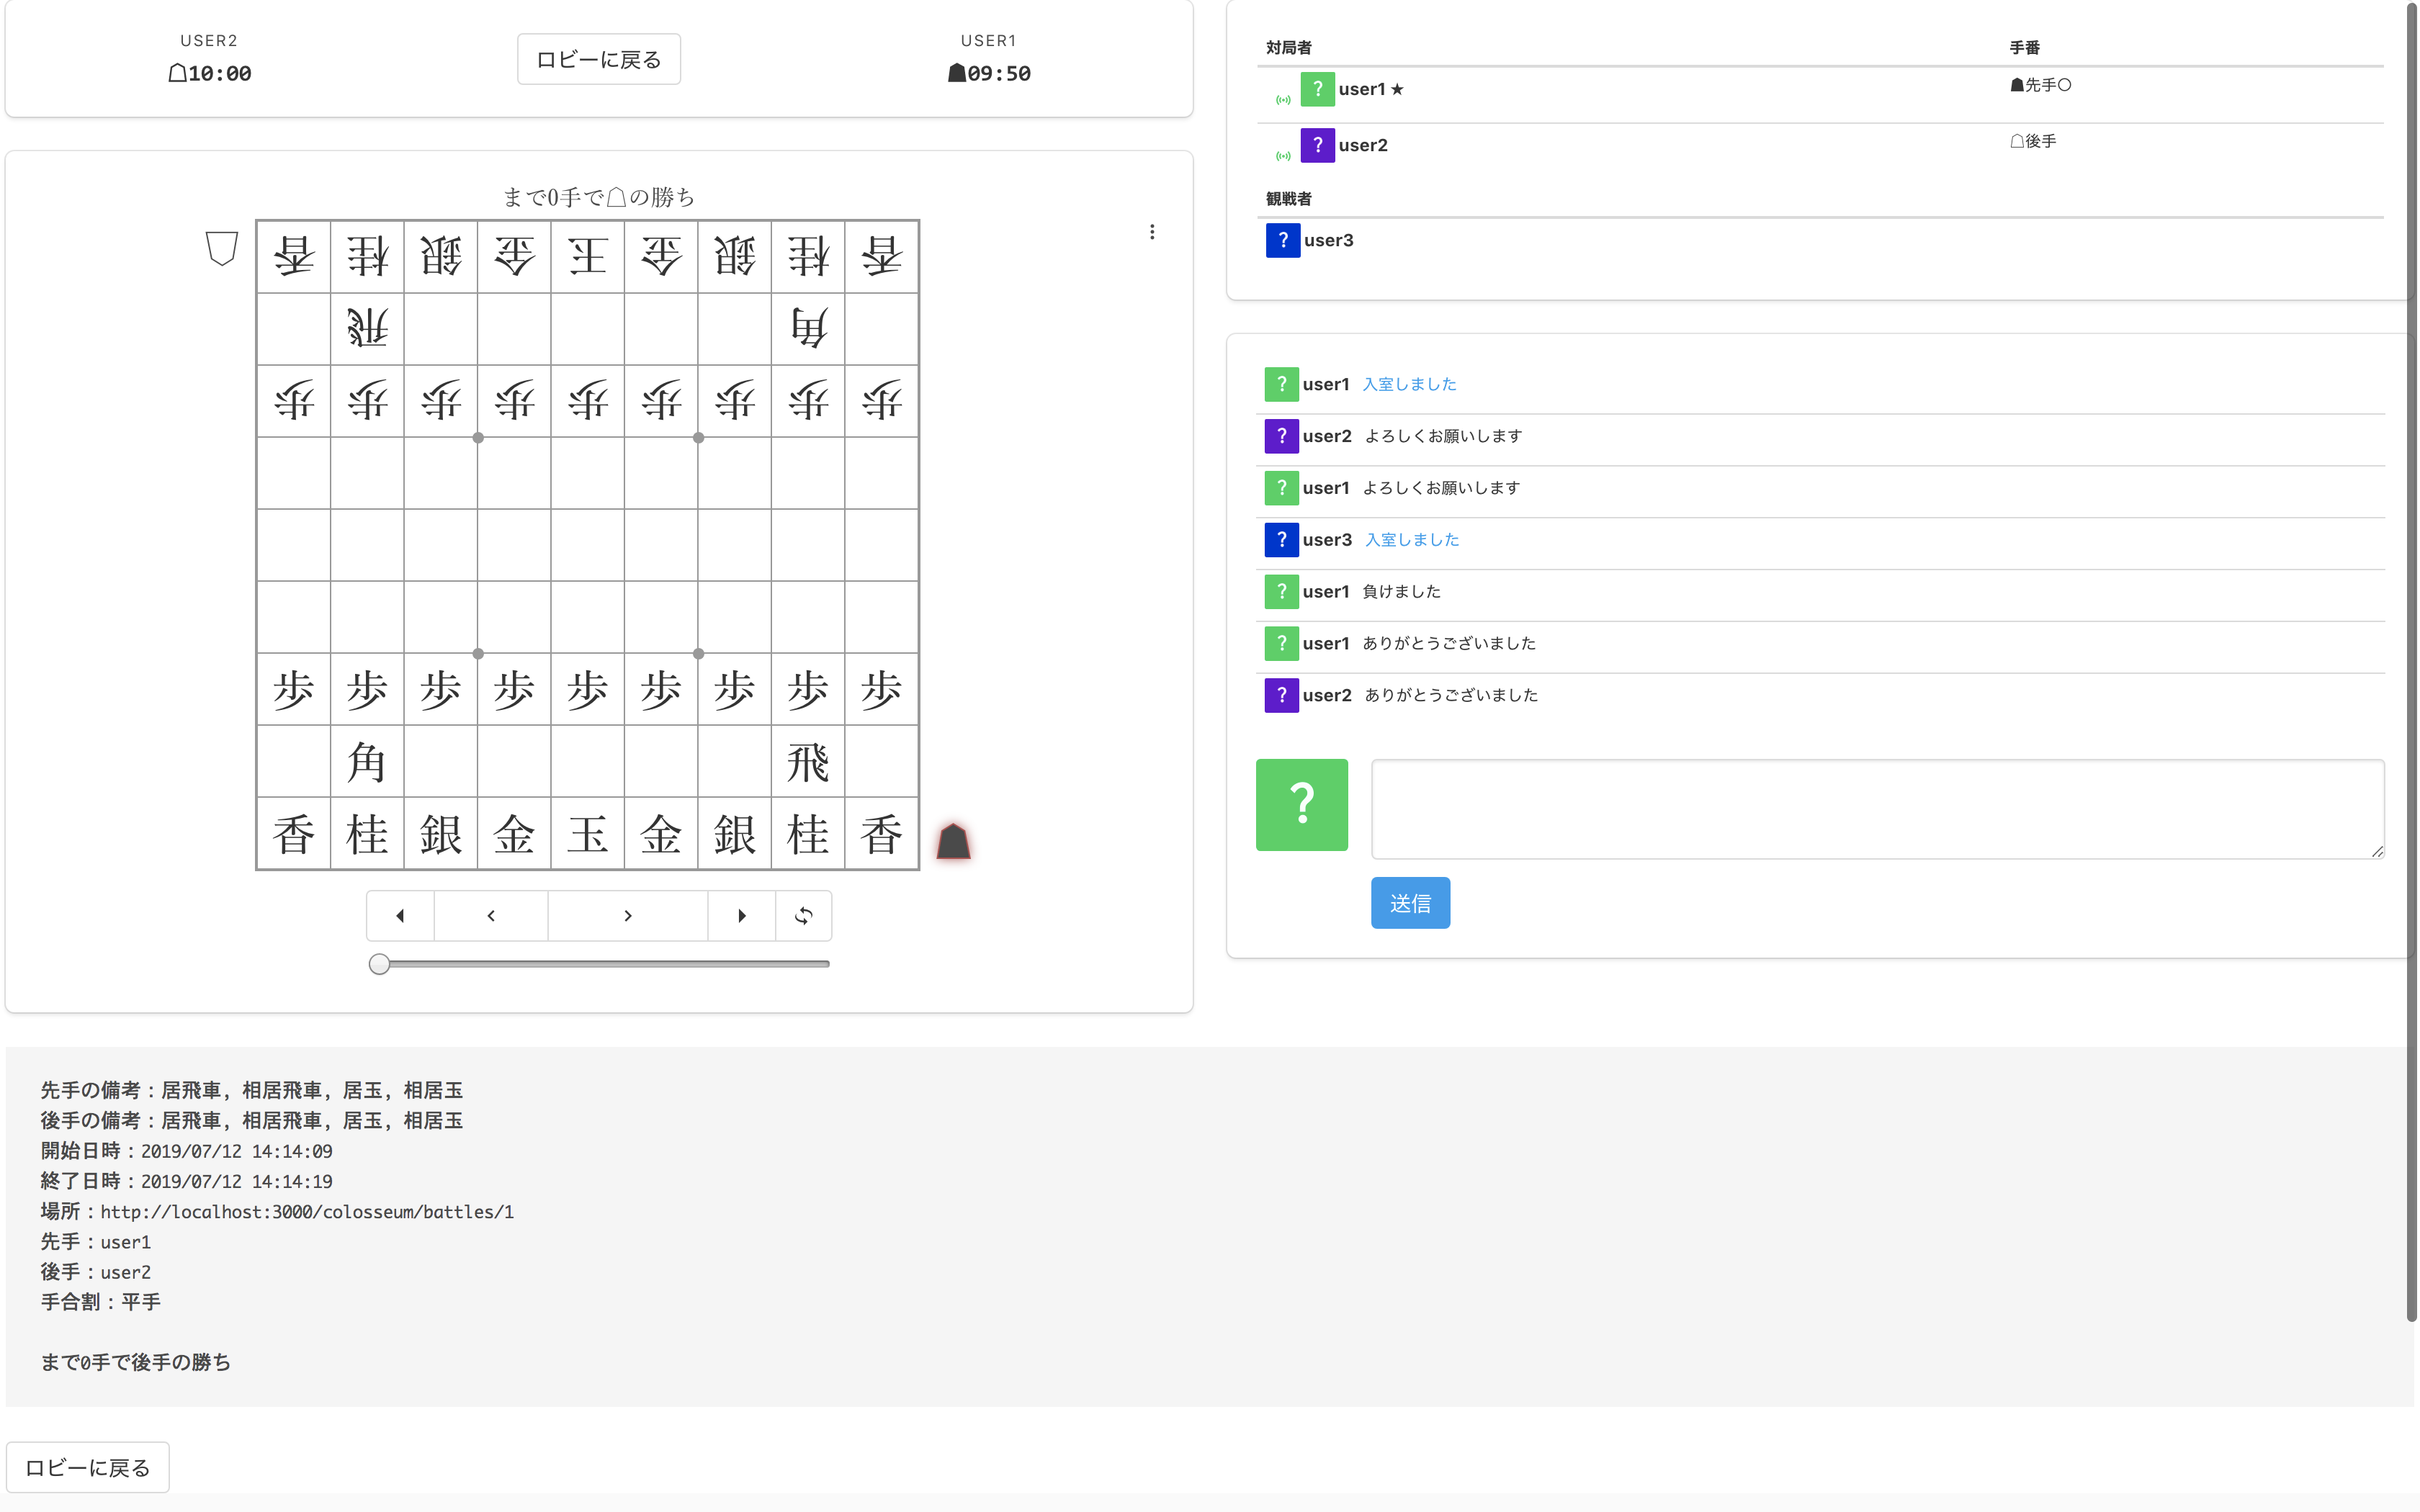 USER2
☖10:00
ロビーに戻る
USER1
☗09:50
まで0手で☖の勝ち
香桂銀金王金銀桂香
飛角
歩歩歩歩歩歩歩歩歩
歩歩歩歩歩歩歩歩歩
角飛
香桂銀金玉金銀桂香
対局者 手番
? user1 ★ ☗先手〇
? user2 ☖後手
観戦者
? user3
? user1 入室しました
? user2 よろしくお願いします
? user1 よろしくお願いします
? user3 入室しました
? user1 負けました
? user1 ありがとうございました
? user2 ありがとうございました
?
送信
先手の備考：居飛車, 相居飛車, 居玉, 相居玉
後手の備考：居飛車, 相居飛車, 居玉, 相居玉
開始日時：2019/07/12 14:14:09
終了日時：2019/07/12 14:14:19
場所：http://localhost:3000/colosseum/battles/1
先手：user1
後手：user2
手合割：平手
まで0手で後手の勝ち
ロビーに戻る